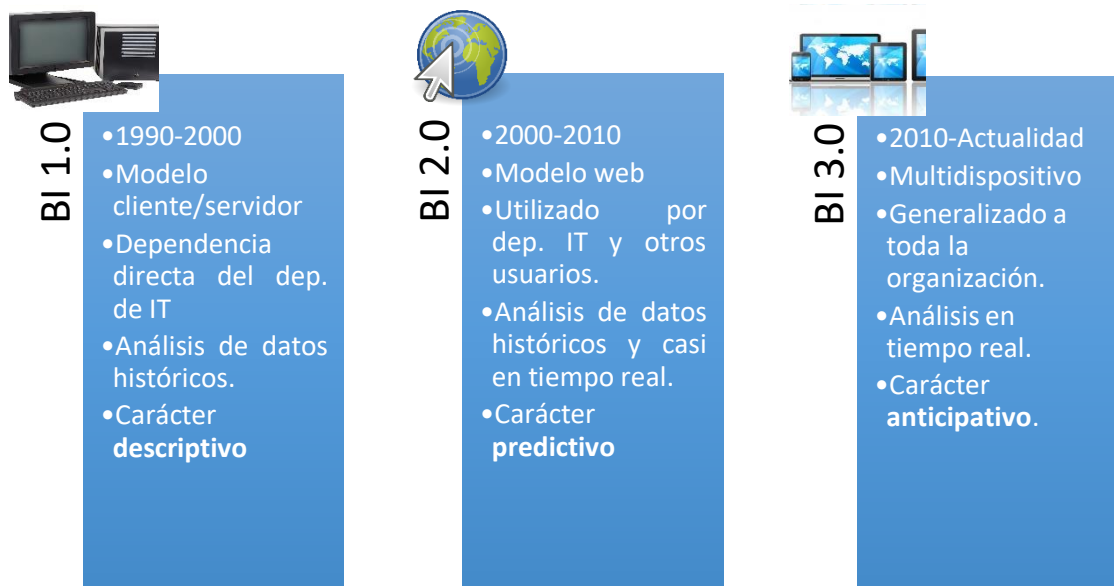 BI 1.0
•1990-2000
•Modelo
cliente/servidor
•Dependencia
directa del dep.
de IT
•Análisis de datos
históricos.
•Carácter
descriptivo
BI 2.0
•2000-2010
•Modelo web
•Utilizado por
dep. IT y otros
usuarios.
•Análisis de datos
históricos y casi
en tiempo real.
•Carácter
predictivo
BI 3.0
•2010-Actualidad
•Multidispositivo
•Generalizado a
toda la
organización.
•Análisis en
tiempo real.
•Carácter
anticipativo.